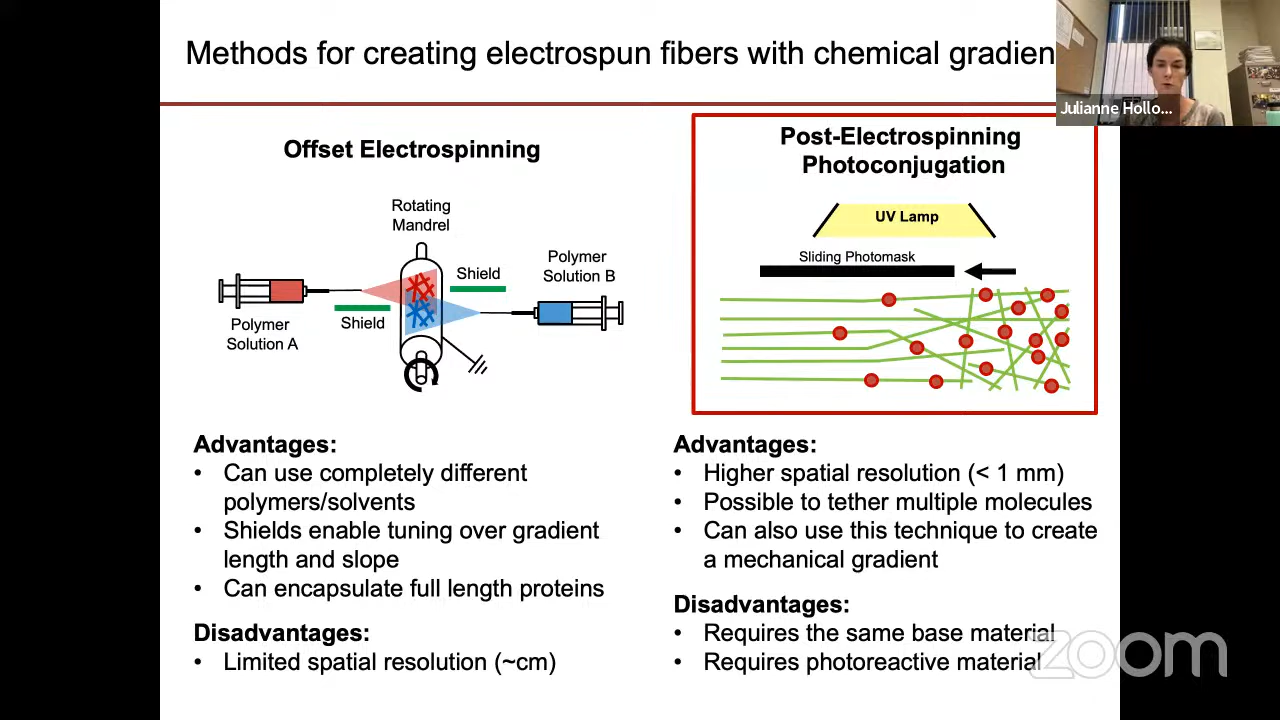 Methods for creating electrospun fibers with chemical gradien
Julianne Hollo...
Offset Electrospinning
Rotating
Mandrel
Shield
Polymer
Solution B
Shield
Polymer
Solution A
Advantages:
• Can use completely different
polymers/solvents
• Shields enable tuning over gradient
length and slope
• Can encapsulate full length proteins
Disadvantages:
• Limited spatial resolution (~cm)
Post-Electrospinning
Photoconjugation
UV Lamp
Sliding Photomask
Advantages:
• Higher spatial resolution (< 1 mm)
• Possible to tether multiple molecules
• Can also use this technique to create
a mechanical gradient
Disadvantages:
• Requires the same base material
• Requires photoreactive material
zoom